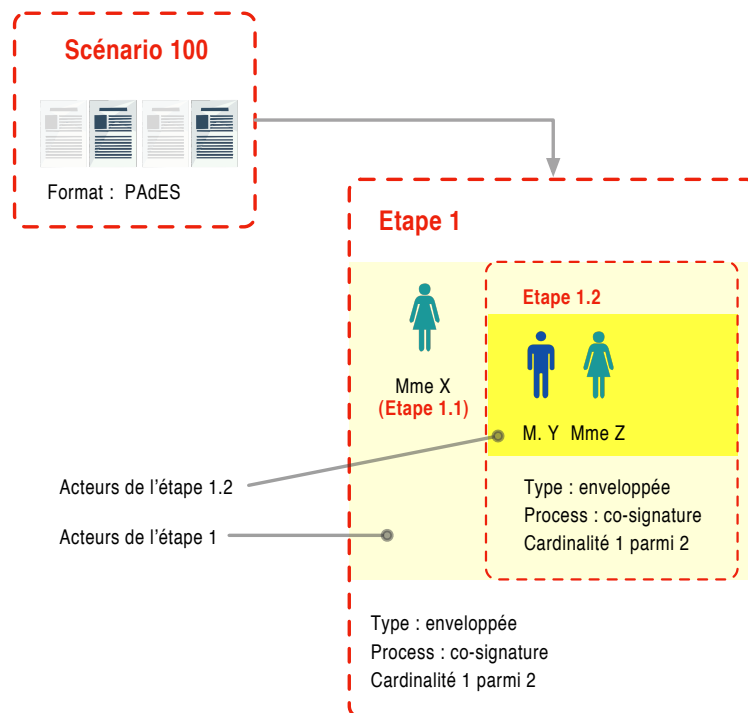 Scénario 100
Format : PAdES
Etape 1
Etape 1.2
Mme X
(Etape 1.1)
M. Y Mme Z
Acteurs de l'étape 1.2
Acteurs de l'étape 1
Type : enveloppée
Process : co-signature
Cardinalité 1 parmi 2
Type : enveloppée
Process : co-signature
Cardinalité 1 parmi 2